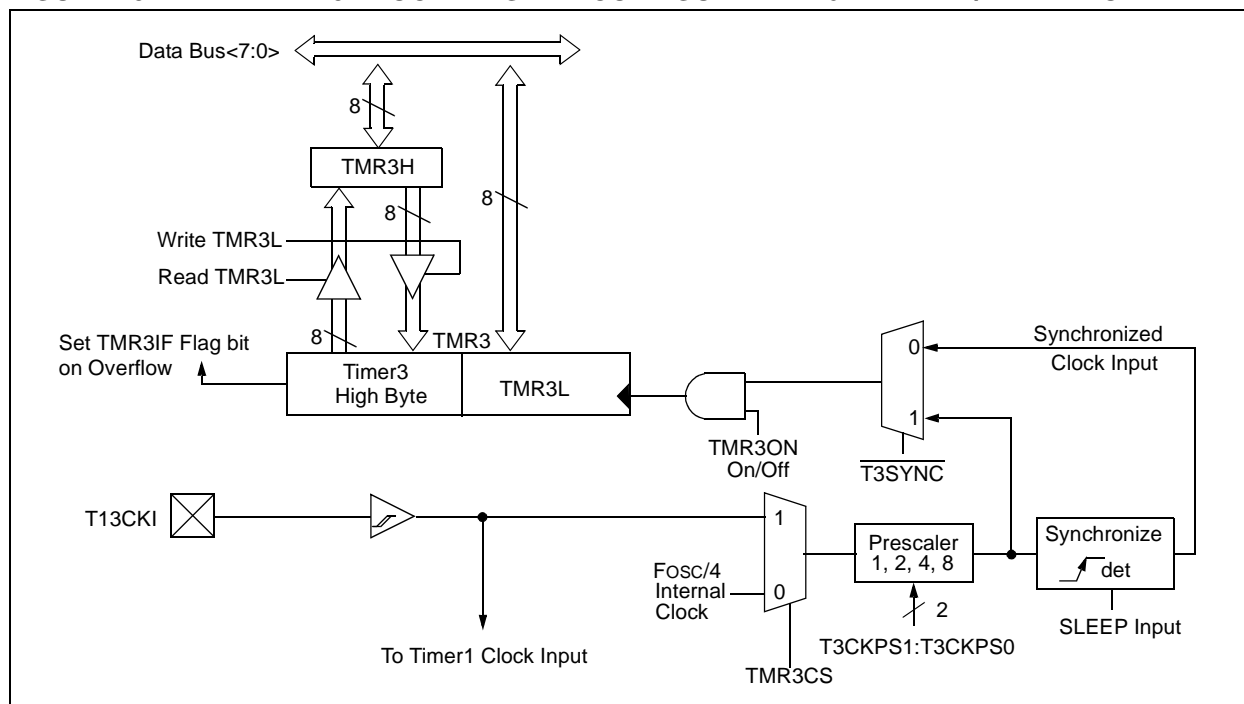 Data Bus<7:0>
8
TMR3H
8
8
Write TMR3L
Read TMR3L
8
TMR3
Set TMR3IF Flag bit
on Overflow
Timer3
High Byte
TMR3L
TMR3ON
On/Off
0
1
T3SYNC
Synchronized
Clock Input
T13CKI
1
0
FOSC/4
Internal
Clock
Prescaler
1, 2, 4, 8
Synchronize
det
2
SLEEP Input
T3CKPS1:T3CKPS0
To Timer1 Clock Input
TMR3CS